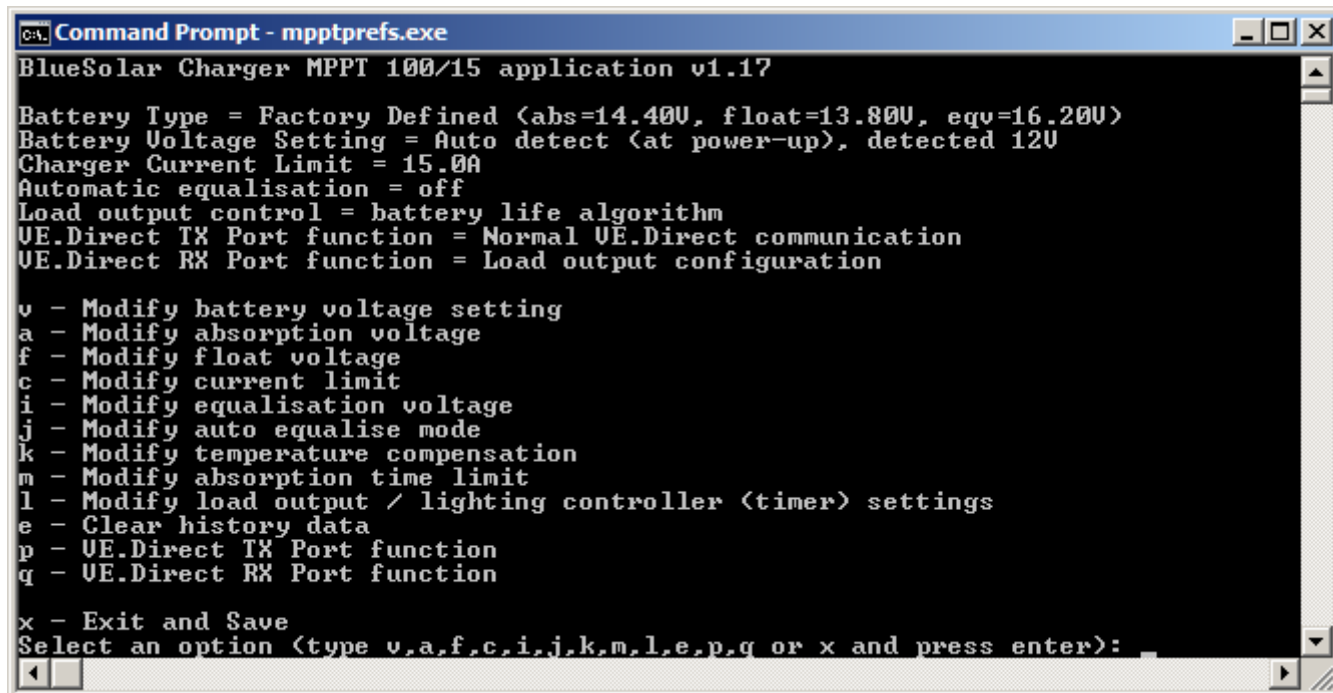 Command Prompt - mpptprefs.exe
BlueSolar Charger MPPT 100/15 application v1.17
Battery Type = Factory Defined (abs=14.40V, float=13.80V, eqv=16.20V)
Battery Voltage Setting = Auto detect (at power-up), detected 12V
Charger Current Limit = 15.0A
Automatic equalisation = off
Load output control = battery life algorithm
VE.Direct TX Port function = Normal VE.Direct communication
VE.Direct RX Port function = Load output configuration
v - Modify battery voltage setting
a - Modify absorption voltage
f - Modify float voltage
c - Modify current limit
i - Modify equalisation voltage
j - Modify auto equalise mode
k - Modify temperature compensation
m - Modify absorption time limit
l - Modify load output / lighting controller (timer) settings
e - Clear history data
p - VE.Direct TX Port function
q - VE.Direct RX Port function
x - Exit and Save
Select an option (type v,a,f,c,i,j,k,m,l,e,p,q or x and press enter): _